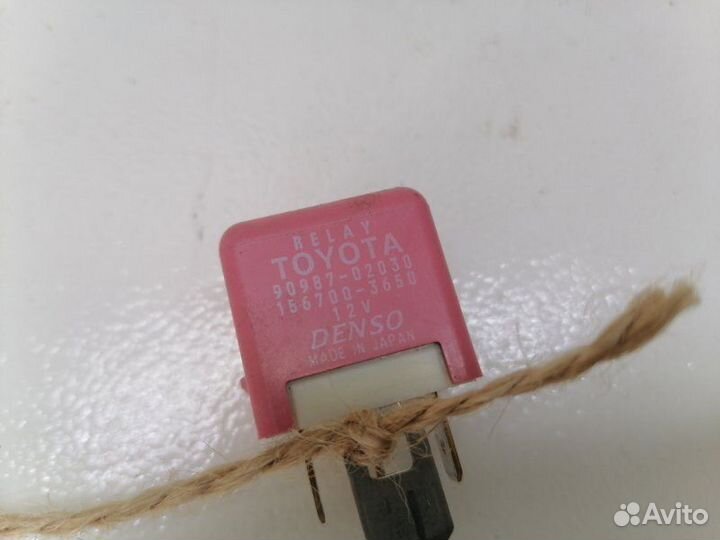 RELAY
TOYOTA
90987-02030
156700-3650
12V
DENSO
MADE IN JAPAN
Avito